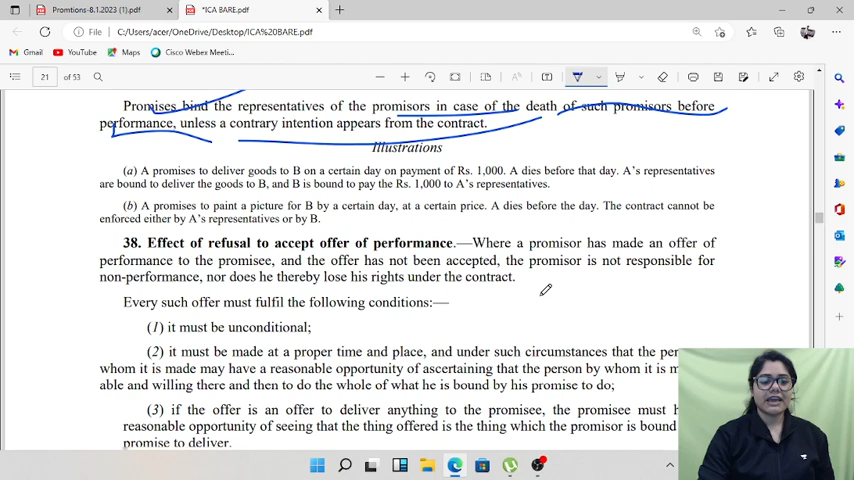 Promtions-8.1.2023 (1).pdf
*ICA BARE.pdf
File
C:/Users/acer/OneDrive/Desktop/ICA%20BARE.pdf
Gmail
YouTube
Maps
Cisco Webex Meeti...
21
of 53
Promises bind the representatives of the promisors in case of the death of such promisors before
performance, unless a contrary intention appears from the contract.
Illustrations
(a) A promises to deliver goods to B on a certain day on payment of Rs. 1,000. A dies before that day. A's representatives
are bound to deliver the goods to B, and B is bound to pay the Rs. 1,000 to A's representatives.
(b) A promises to paint a picture for B by a certain day, at a certain price. A dies before the day. The contract cannot be
enforced either by A's representatives or by B.
38. Effect of refusal to accept offer of performance.—Where a promisor has made an offer of
performance to the promisee, and the offer has not been accepted, the promisor is not responsible for
non-performance, nor does he thereby lose his rights under the contract.
Every such offer must fulfil the following conditions:—
(1) it must be unconditional;
(2) it must be made at a proper time and place, and under such circumstances that the
whom it is made may have a reasonable opportunity of ascertaining that the person by whom it is
able and willing there and then to do the whole of what he is bound by his promise to do;
(3) if the offer is an offer to deliver anything to the promisee, the promisee must
reasonable opportunity of seeing that the thing offered is the thing which the promisor is bound
promise to deliver.